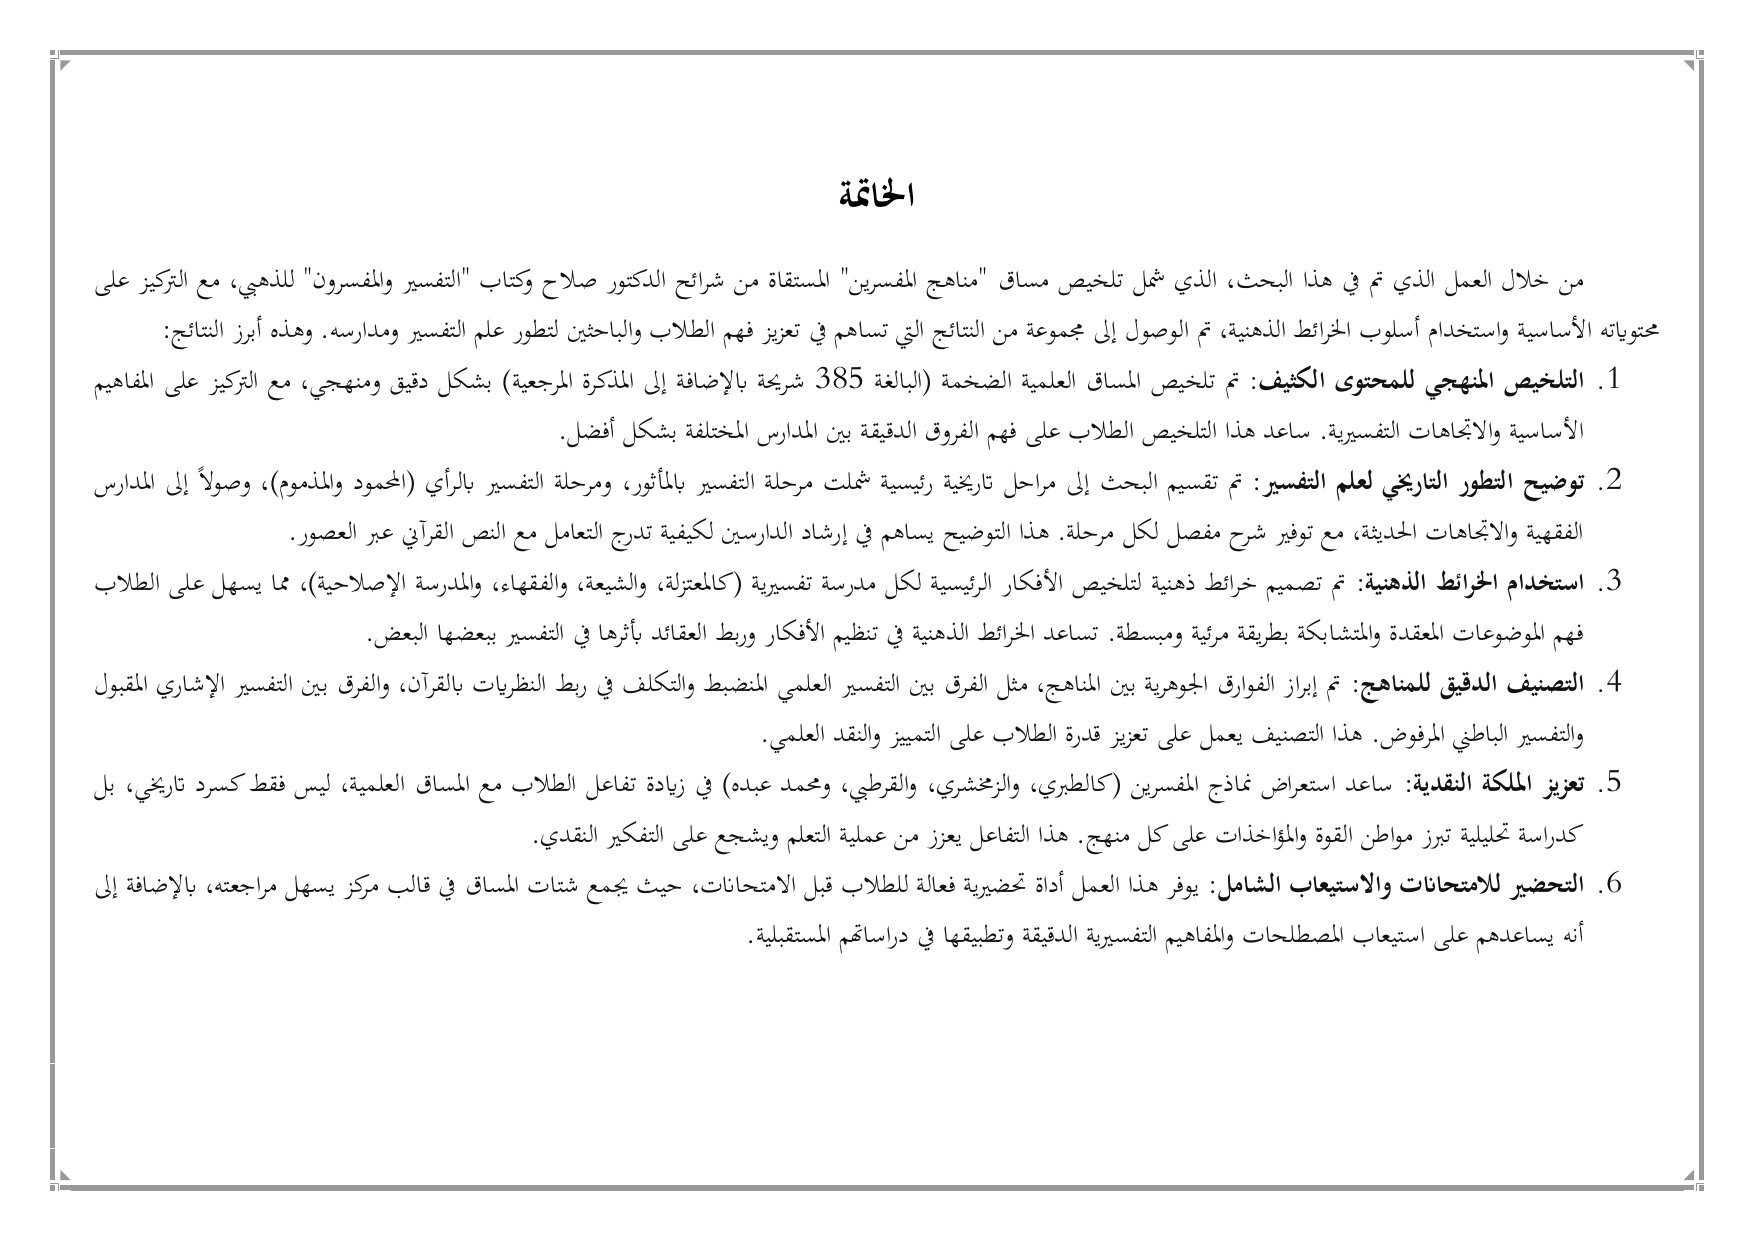 الخاتمة
من خلال العمل الذي تم في هذا البحث، الذي شمل تلخيص مساق "مناهج المفسرين" المستقاة من شرائح الدكتور صلاح وكتاب "التفسير والمفسرون" للذهبي، مع التركيز على
محتوياته الأساسية واستخدام أسلوب الخرائط الذهنية، تم الوصول إلى مجموعة من النتائج التي تساهم في تعزيز فهم الطلاب والباحثين لتطور علم التفسير ومدارسه. وهذه أبرز النتائج:
1. التلخيص المنهجي للمحتوى الكثيف: تم تلخيص المساق العلمية الضخمة (البالغة 385 شريحة بالإضافة إلى المذكرة المرجعية) بشكل دقيق ومنهجي، مع التركيز على المفاهيم
الأساسية والاتجاهات التفسيرية. ساعد هذا التلخيص الطلاب على فهم الفروق الدقيقة بين المدارس المختلفة بشكل أفضل.
2. توضيح التطور التاريخي لعلم التفسير: تم تقسيم البحث إلى مراحل تاريخية رئيسية شملت مرحلة التفسير بالمأثور، ومرحلة التفسير بالرأي (المحمود والمذموم)، وصولاً إلى المدارس
الفقهية والاتجاهات الحديثة، مع توفير شرح مفصل لكل مرحلة. هذا التوضيح يساهم في إرشاد الدارسين لكيفية تدرج التعامل مع النص القرآني عبر العصور.
3. استخدام الخرائط الذهنية: تم تصميم خرائط ذهنية لتلخيص الأفكار الرئيسية لكل مدرسة تفسيرية (كالمعتزلة، والشيعة، والفقهاء، والمدرسة الإصلاحية)، مما يسهل على الطلاب
فهم الموضوعات المعقدة والمتشابكة بطريقة مرئية ومبسطة. تساعد الخرائط الذهنية في تنظيم الأفكار وربط العقائد بأثرها في التفسير ببعضها البعض.
4. التصنيف الدقيق للمناهج: تم إبراز الفوارق الجوهرية بين المناهج، مثل الفرق بين التفسير العلمي المنضبط والتكلف في ربط النظريات بالقرآن، والفرق بين التفسير الإشاري المقبول
والتفسير الباطني المرفوض. هذا التصنيف يعمل على تعزيز قدرة الطلاب على التمييز والنقد العلمي.
5. تعزيز الملكة النقدية: ساعد استعراض نماذج المفسرين (كالطبري، والزمخشري، والقرطبي، ومحمد عبده) في زيادة تفاعل الطلاب مع المساق العلمية، ليس فقط كسرد تاريخي، بل
كدراسة تحليلية تبرز مواطن القوة والمؤاخذات على كل منهج. هذا التفاعل يعزز من عملية التعلم ويشجع على التفكير النقدي.
6. التحضير للامتحانات والاستيعاب الشامل: يوفر هذا العمل أداة تحضيرية فعالة للطلاب قبل الامتحانات، حيث يجمع شتات المساق في قالب مركز يسهل مراجعته، بالإضافة إلى
أنه يساعدهم على استيعاب المصطلحات والمفاهيم التفسيرية الدقيقة وتطبيقها في دراساتهم المستقبلية.